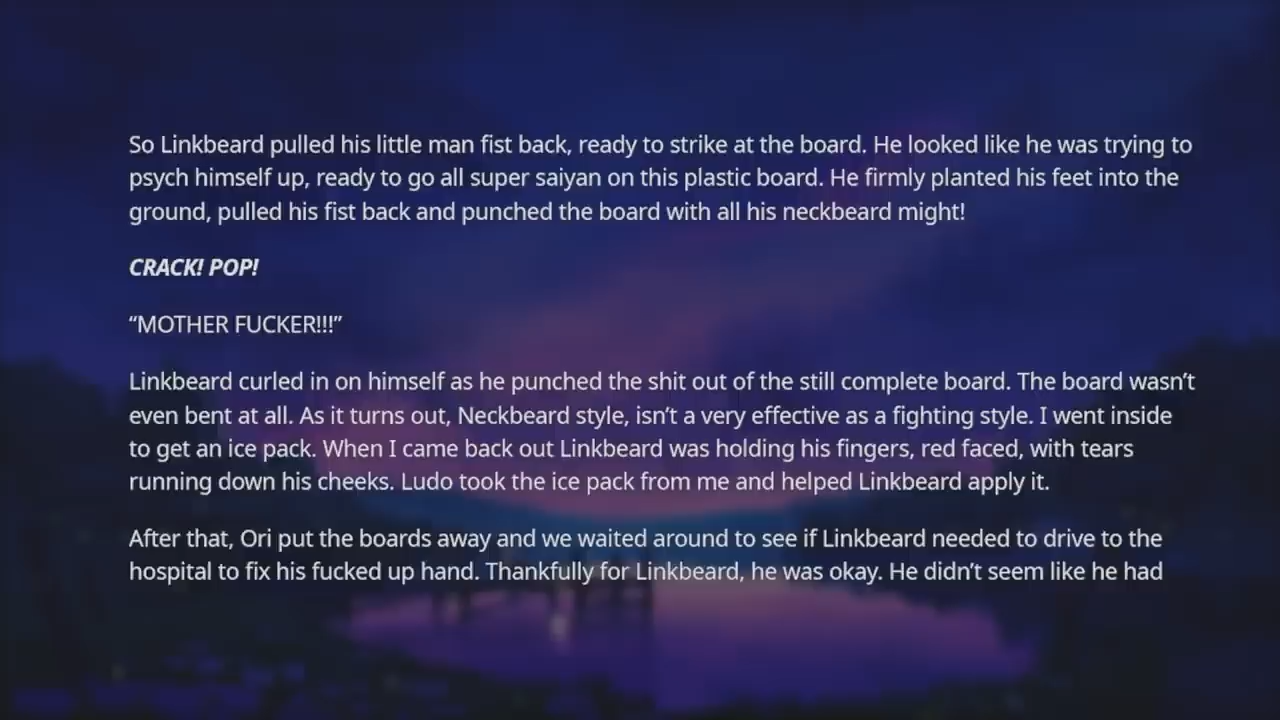 So Linkbeard pulled his little man fist back, ready to strike at the board. He looked like he was trying to
psych himself up, ready to go all super saiyan on this plastic board. He firmly planted his feet into the
ground, pulled his fist back and punched the board with all his neckbeard might!
CRACK! POP!
“MOTHER FUCKER!!!”
Linkbeard curled in on himself as he punched the shit out of the still complete board. The board wasn’t
even bent at all. As it turns out, Neckbeard style, isn’t a very effective as a fighting style. I went inside
to get an ice pack. When I came back out Linkbeard was holding his fingers, red faced, with tears
running down his cheeks. Ludo took the ice pack from me and helped Linkbeard apply it.
After that, Ori put the boards away and we waited around to see if Linkbeard needed to drive to the
hospital to fix his fucked up hand. Thankfully for Linkbeard, he was okay. He didn’t seem like he had